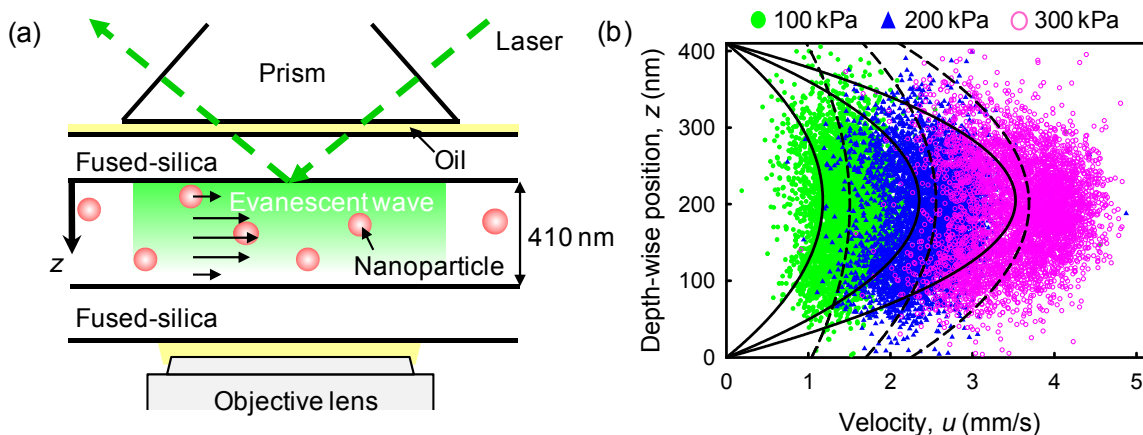 (a)
Laser
Prism
Oil
Fused-silica
Evanescent wave
410 nm
Nanoparticle
z
Fused-silica
Objective lens
(b)
100 kPa 200 kPa 300 kPa
Depth-wise position, z (nm)
400
300
200
100
0
0 1 2 3 4 5
Velocity, u (mm/s)